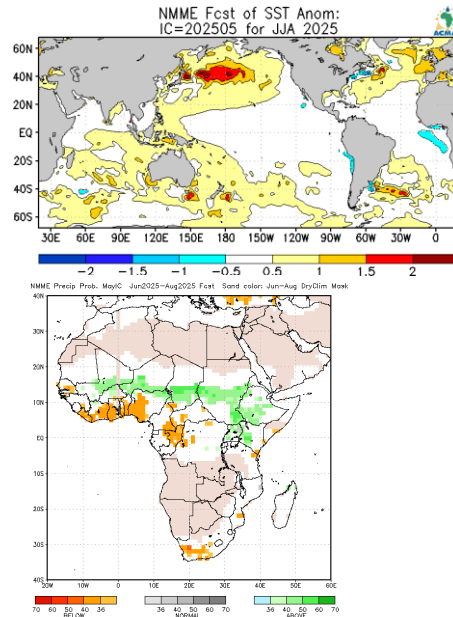 NMME Fcst of SST Anom:
IC=202505 for JJA 2025
ACMAD
60N
40N
20N
EQ
20S
40S
60S
30E 60E 90E 120E 150E 180 150W 120W 90W 60W 30W 0
-2 -1.5 -1 -0.5 0.5 1 1.5 2
NMME Precip Prob. MayIC Jun2025-Aug2025 Fcst Sand color: Jun-Aug DryClim Mask
40N
30N
20N
10N
EQ
10S
20S
30S
40S
20W 10W 0 10E 20E 30E 40E 50E 60E
70 60 50 40 36 36 40 50 60 70 36 40 50 60 70
BELOW NORMAL ABOVE